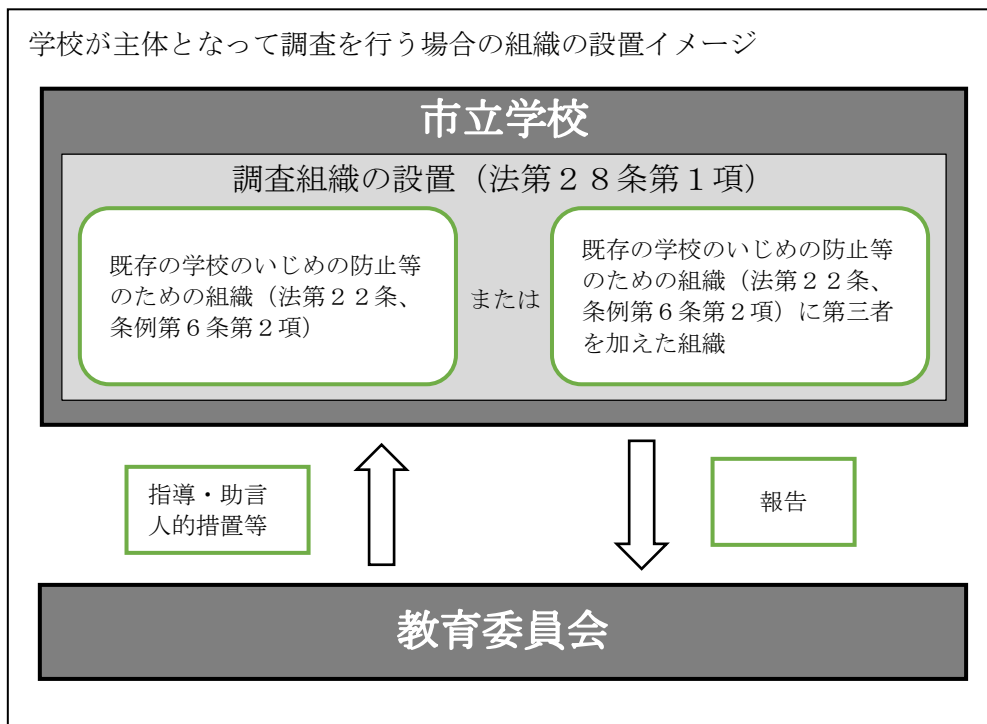 学校が主体となって調査を行う場合の組織の設置イメージ
市立学校
調査組織の設置（法第２８条第１項）
既存の学校のいじめの防止等
のための組織（法第２２条、
条例第６条第２項）
または
既存の学校のいじめの防止等
のための組織（法第２２条、
条例第６条第２項）に第三者
を加えた組織
指導・助言
人的措置等
報告
教育委員会